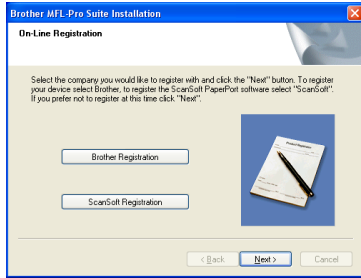 Brother MFL-Pro Suite Installation
On-Line Registration
Select the company you would like to register with and click the "Next" button. To register
your device select Brother, to register the ScanSoft PaperPort software select "ScanSoft".
If you prefer not to register at this time click "Next".
Product Registration
Brother Registration
ScanSoft Registration
< Back
Next >
Cancel